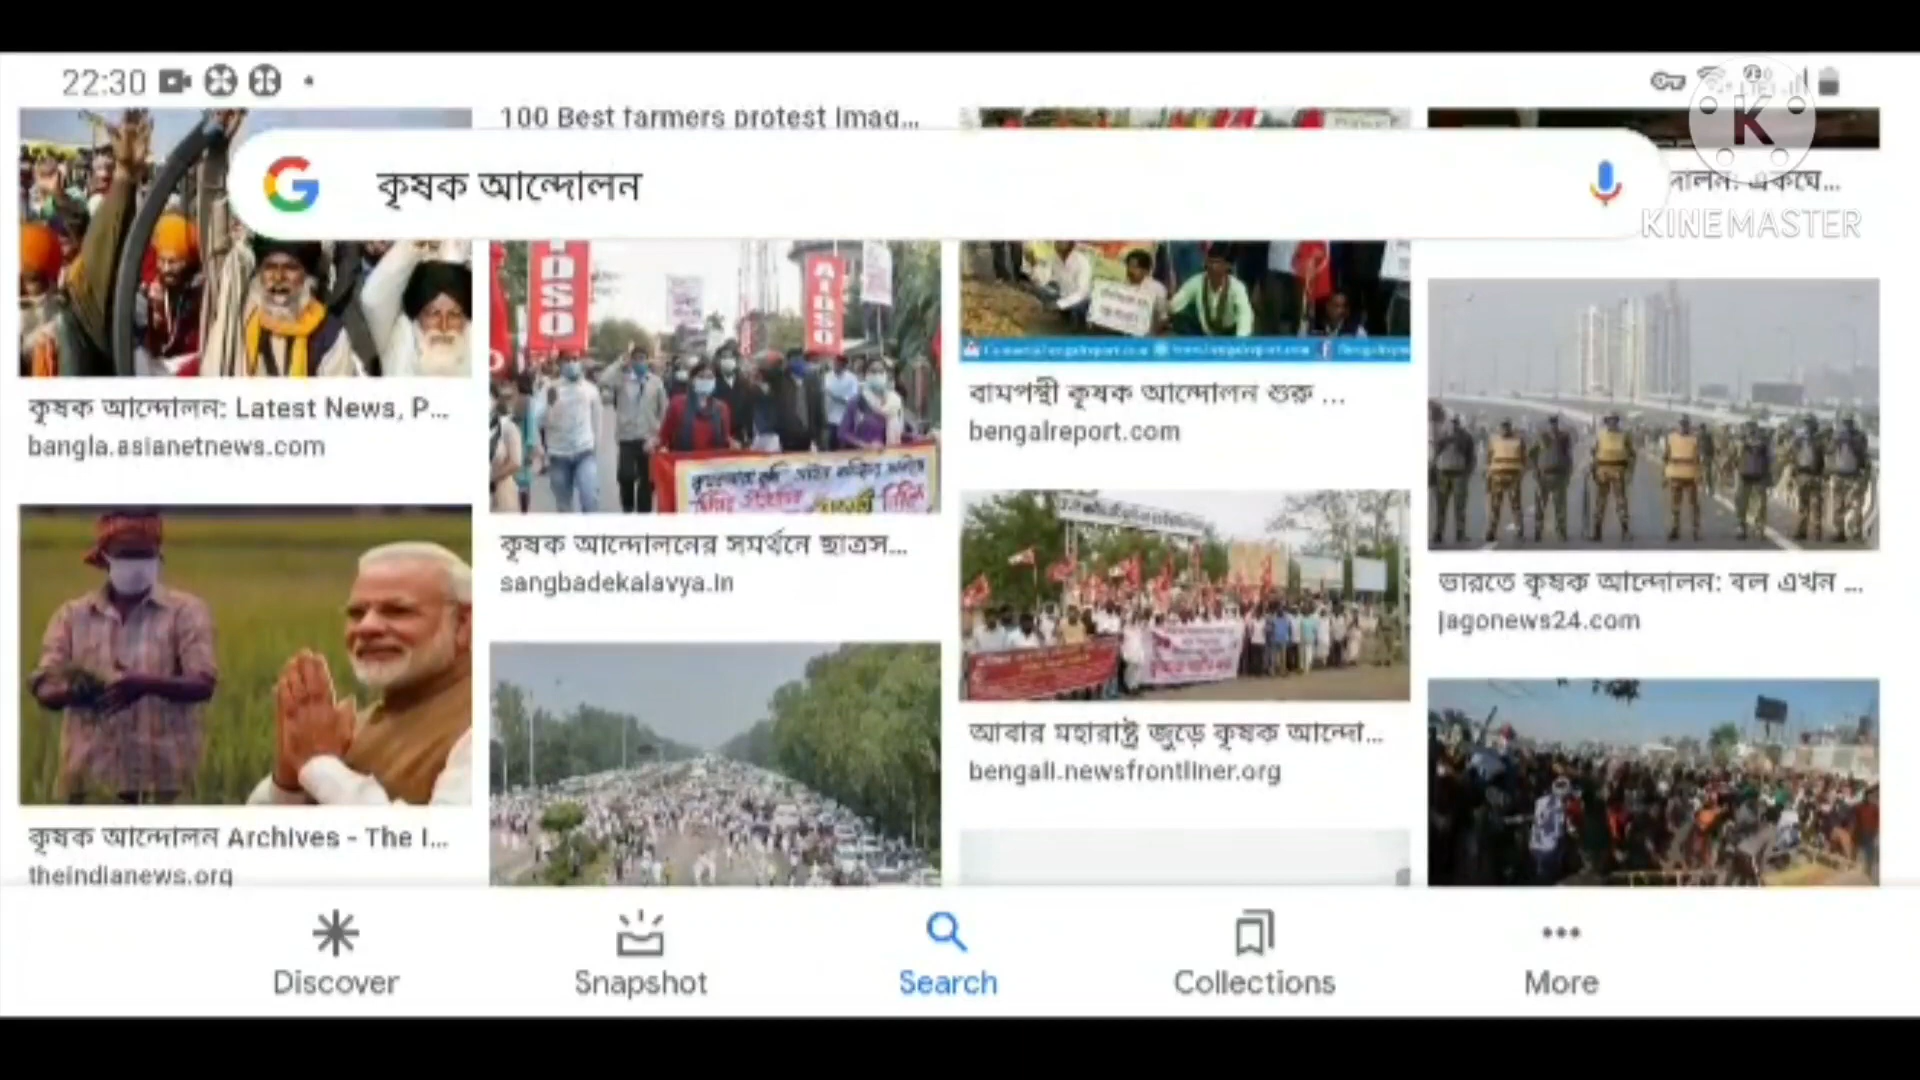 22:30
100 Best farmers protest Imag...
কৃষক আন্দোলন
দালন: একঘে...
KINEMASTER
K
DSO
AIDSO
কৃষক আন্দোলন: Latest News, P...
bangla.asianetnews.com
কৃষক আন্দোলনের সমর্থনে ছাত্রস...
sangbadekalavya.in
বামপন্থী কৃষক আন্দোলন শুরু ...
bengalreport.com
ভারতে কৃষক আন্দোলন: বল এখন ...
jagonews24.com
আবার মহারাষ্ট্র জুড়ে কৃষক আন্দো...
bengali.newsfrontliner.org
কৃষক আন্দোলন Archives - The I...
theindianews.org
Discover
Snapshot
Search
Collections
More